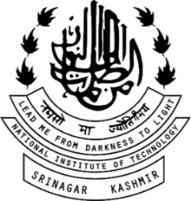 तमसो मा ज्योतिर्गमय
LEAD ME FROM DARKNESS TO LIGHT
NATIONAL INSTITUTE OF TECHNOLOGY
SRINAGAR KASHMIR